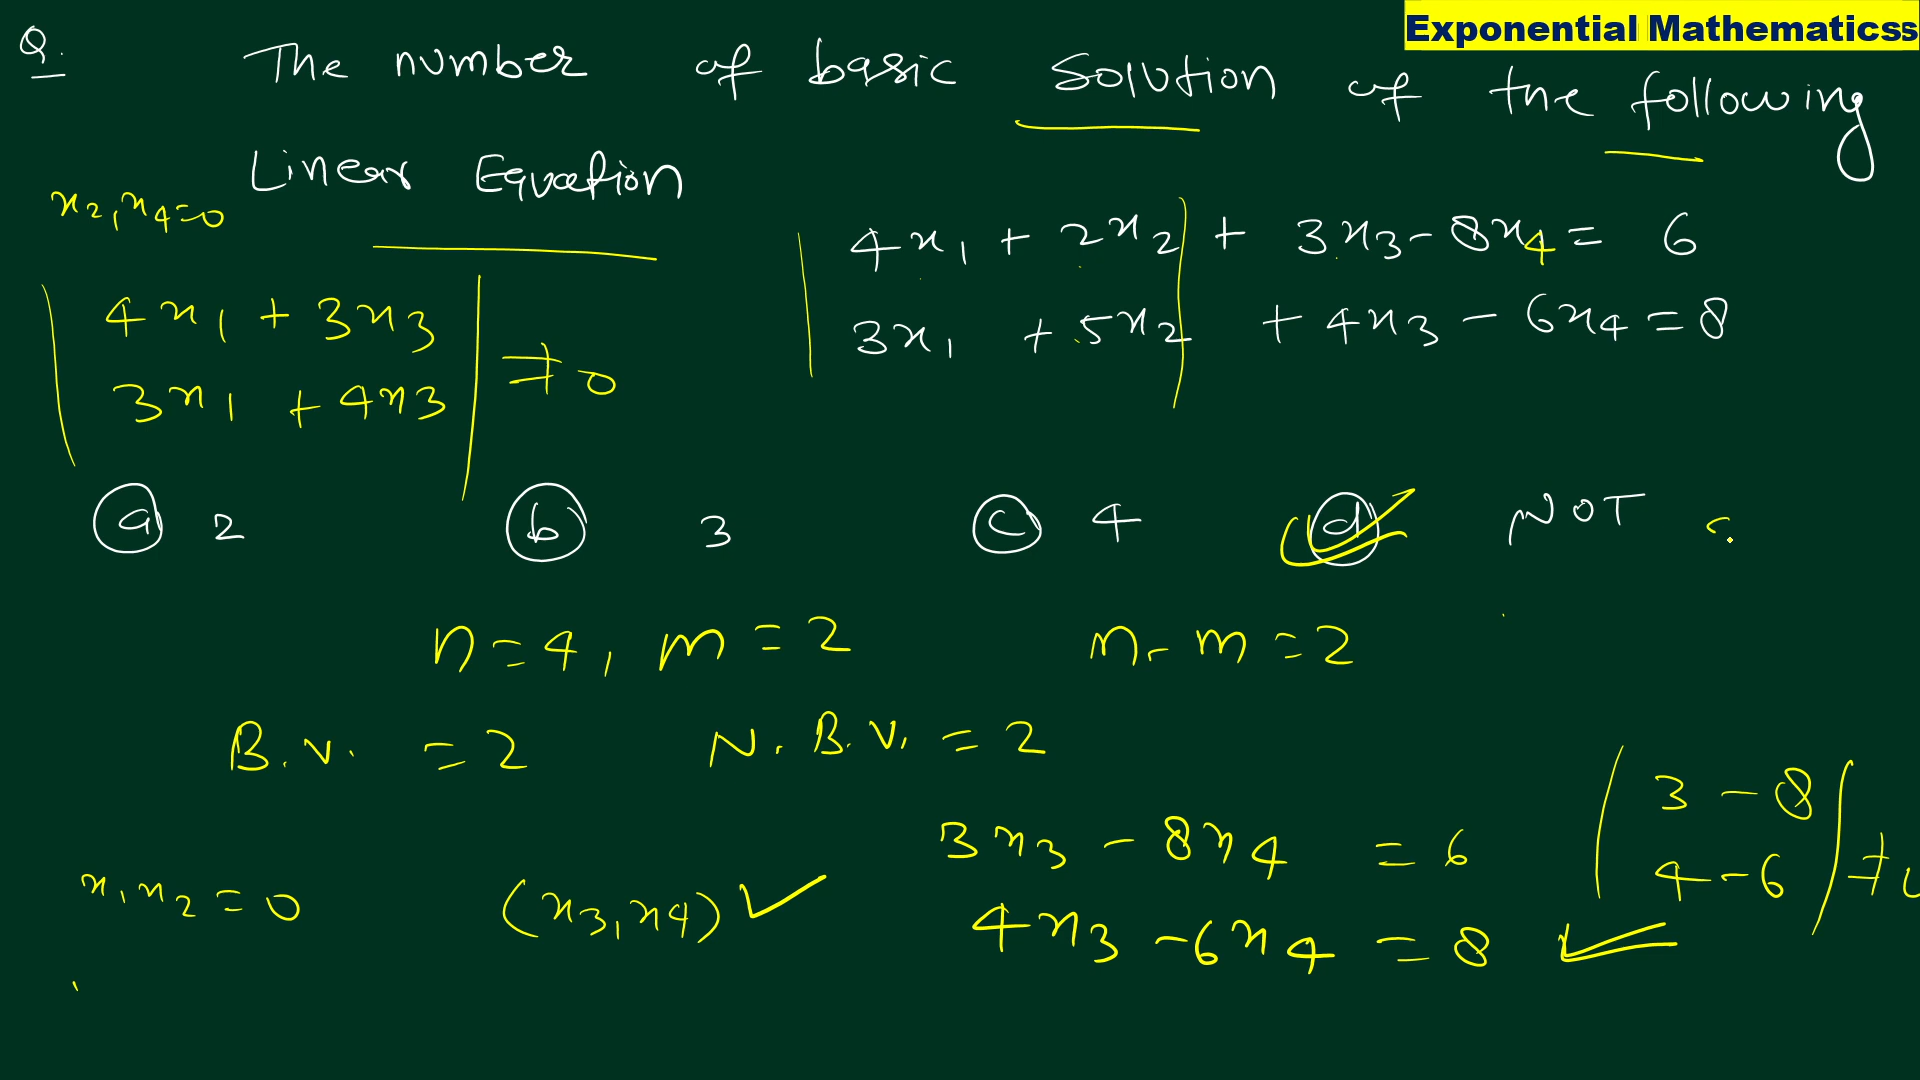 Exponential Mathematicss
Q. The number of basic Solution of the following
Linear Equation
x2, x4=0
4x1 + 2x2 + 3x3 - 8x4 = 6
3x1 + 5x2 + 4x3 - 6x4 = 8
4x1 + 3x3
3x1 + 4x3
≠ 0
(a) 2 (b) 3 (c) 4 (d) NOT
n=4, m=2 n-m=2
B.V. = 2 N.B.V. = 2
3 -8
4 -6
≠
3x3 - 8x4 = 6
x1x2=0 (x3, x4) ✓
4x3 - 6x4 = 8